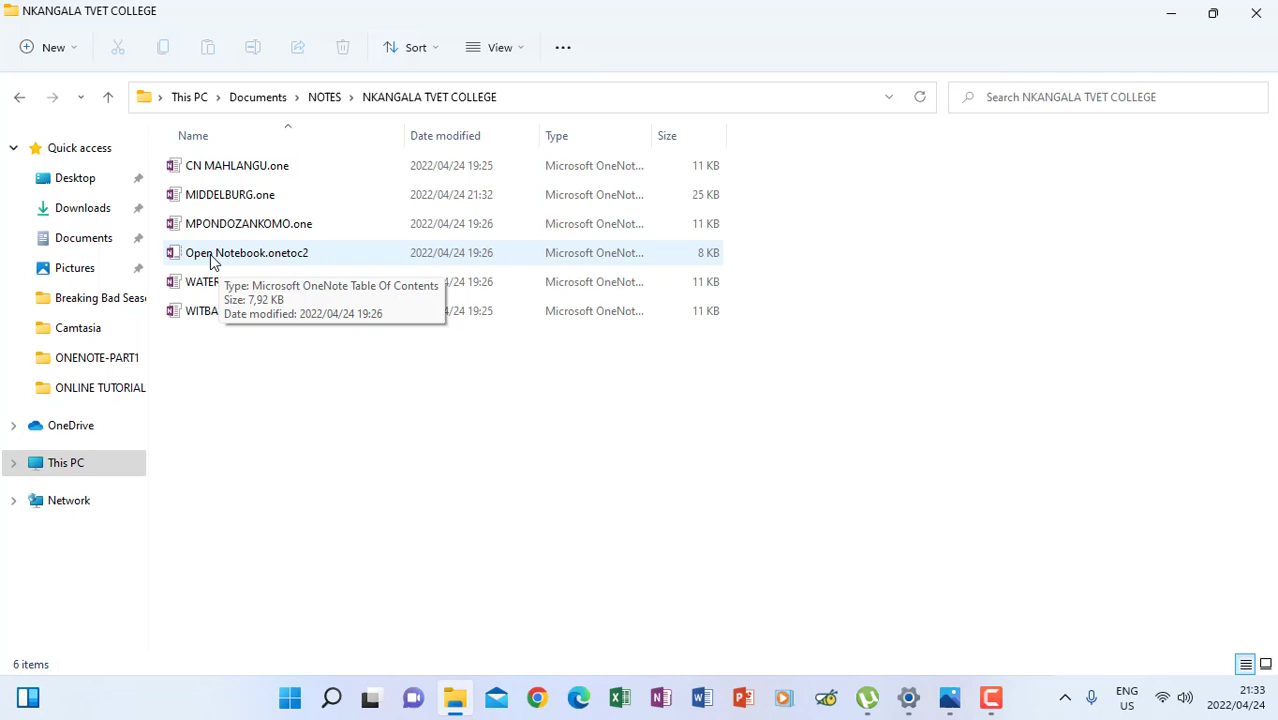 NKANGALA TVET COLLEGE
New
Sort
View
This PC > Documents > NOTES > NKANGALA TVET COLLEGE
Search NKANGALA TVET COLLEGE
Name Date modified Type Size
Quick access
Desktop
Downloads
Documents
Pictures
Breaking Bad Seas
Camtasia
ONENOTE-PART1
ONLINE TUTORIAL
OneDrive
This PC
Network
CN MAHLANGU.one 2022/04/24 19:25 Microsoft OneNot... 11 KB
MIDDELBURG.one 2022/04/24 21:32 Microsoft OneNot... 25 KB
MPONDOZANKOMO.one 2022/04/24 19:26 Microsoft OneNot... 11 KB
Open Notebook.onetoc2 2022/04/24 19:26 Microsoft OneNot... 8 KB
WATER /04/24 19:26 Microsoft OneNot... 11 KB
WITBA /04/24 19:25 Microsoft OneNot... 11 KB
Type: Microsoft OneNote Table Of Contents
Size: 7,92 KB
Date modified: 2022/04/24 19:26
6 items
ENG
US
21:33
2022/04/24